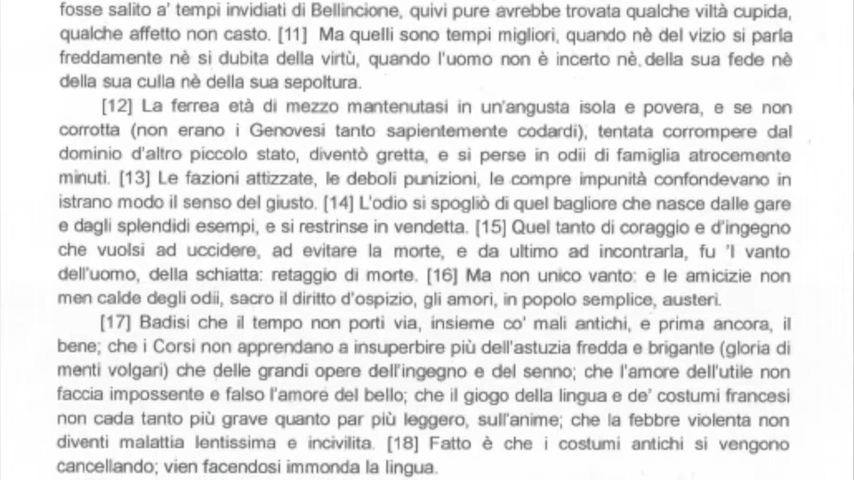 fosse salito a' tempi invidiati di Bellincione, quivi pure avrebbe trovata qualche viltà cupida,
qualche affetto non casto. [11] Ma quelli sono tempi migliori, quando nè del vizio si parla
freddamente nè si dubita della virtù, quando l'uomo non è incerto nè della sua fede nè
della sua culla nè della sua sepoltura.
[12] La ferrea età di mezzo mantenutasi in un'angusta isola e povera, e se non
corrotta (non erano i Genovesi tanto sapientemente codardi), tentata corrompere dal
dominio d'altro piccolo stato, diventò gretta, e si perse in odii di famiglia atrocemente
minuti. [13] Le fazioni attizzate, le deboli punizioni, le compre impunità confondevano in
istrano modo il senso del giusto. [14] L'odio si spogliò di quel bagliore che nasce dalle gare
e dagli splendidi esempi, e si restrinse in vendetta. [15] Quel tanto di coraggio e d'ingegno
che vuolsi ad uccidere, ad evitare la morte, e da ultimo ad incontrarla, fu 'l vanto
dell'uomo, della schiatta: retaggio di morte. [16] Ma non unico vanto: e le amicizie non
men calde degli odii, sacro il diritto d'ospizio, gli amori, in popolo semplice, austeri.
[17] Badisi che il tempo non porti via, insieme co' mali antichi, e prima ancora, il
bene; che i Corsi non apprendano a insuperbire più dell'astuzia fredda e brigante (gloria di
menti volgari) che delle grandi opere dell'ingegno e del senno; che l'amore dell'utile non
faccia impossente e falso l'amore del bello; che il giogo della lingua e de' costumi francesi
non cada tanto più grave quanto par più leggero, sull'anime; che la febbre violenta non
diventi malattia lentissima e incivilita. [18] Fatto è che i costumi antichi si vengono
cancellando; vien facendosi immonda la lingua.